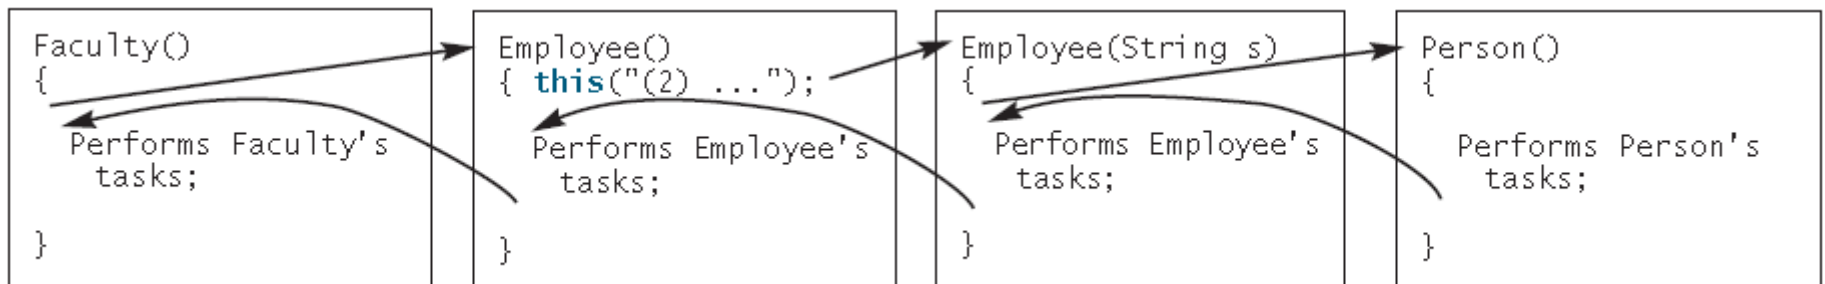 Faculty()
{
Performs Faculty's
tasks;
}
Employee()
{ this("(2) ...");
Performs Employee's
tasks;
}
Employee(String s)
{
Performs Employee's
tasks;
}
Person()
{
Performs Person's
tasks;
}